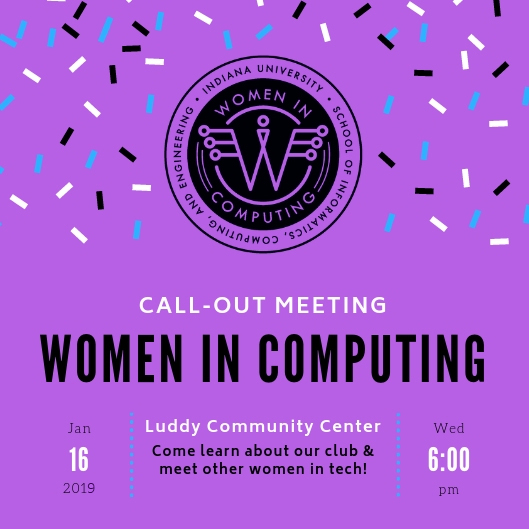 INDIANA UNIVERSITY • SCHOOL OF INFORMATICS, COMPUTING, AND ENGINEERING •
WOMEN IN
COMPUTING
CALL-OUT MEETING
WOMEN IN COMPUTING
Jan
16
2019
Luddy Community Center
Come learn about our club &
meet other women in tech!
Wed
6:00
pm